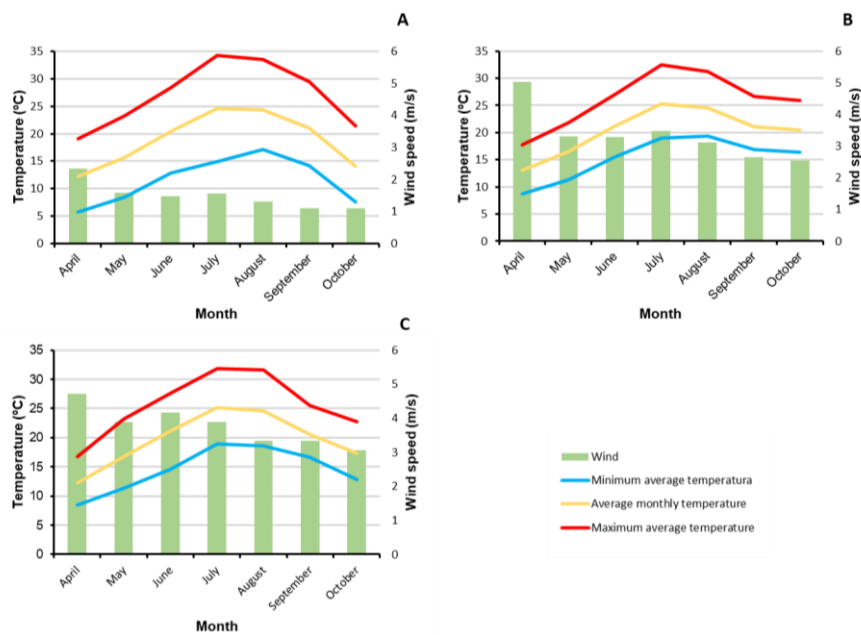 A
Temperature (ºC)
35
30
25
20
15
10
5
0
6
5
4
3
2
1
0
Wind speed (m/s)
April
May
June
July
August
September
October
Month
B
Temperature (ºC)
35
30
25
20
15
10
5
0
6
5
4
3
2
1
0
Wind speed (m/s)
April
May
June
July
August
September
October
Month
C
Temperature (ºC)
35
30
25
20
15
10
5
0
6
5
4
3
2
1
0
Wind speed (m/s)
April
May
June
July
August
September
October
Month
Wind
Minimum average temperatura
Average monthly temperature
Maximum average temperature